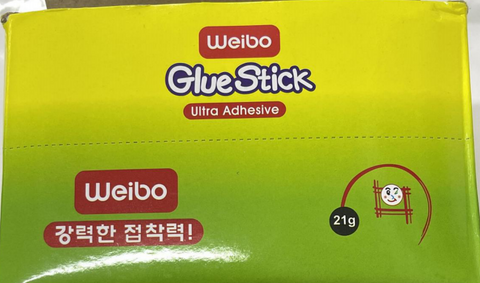 Weibo
Glue Stick
Ultra Adhesive
Weibo
강력한 접착력!
21g